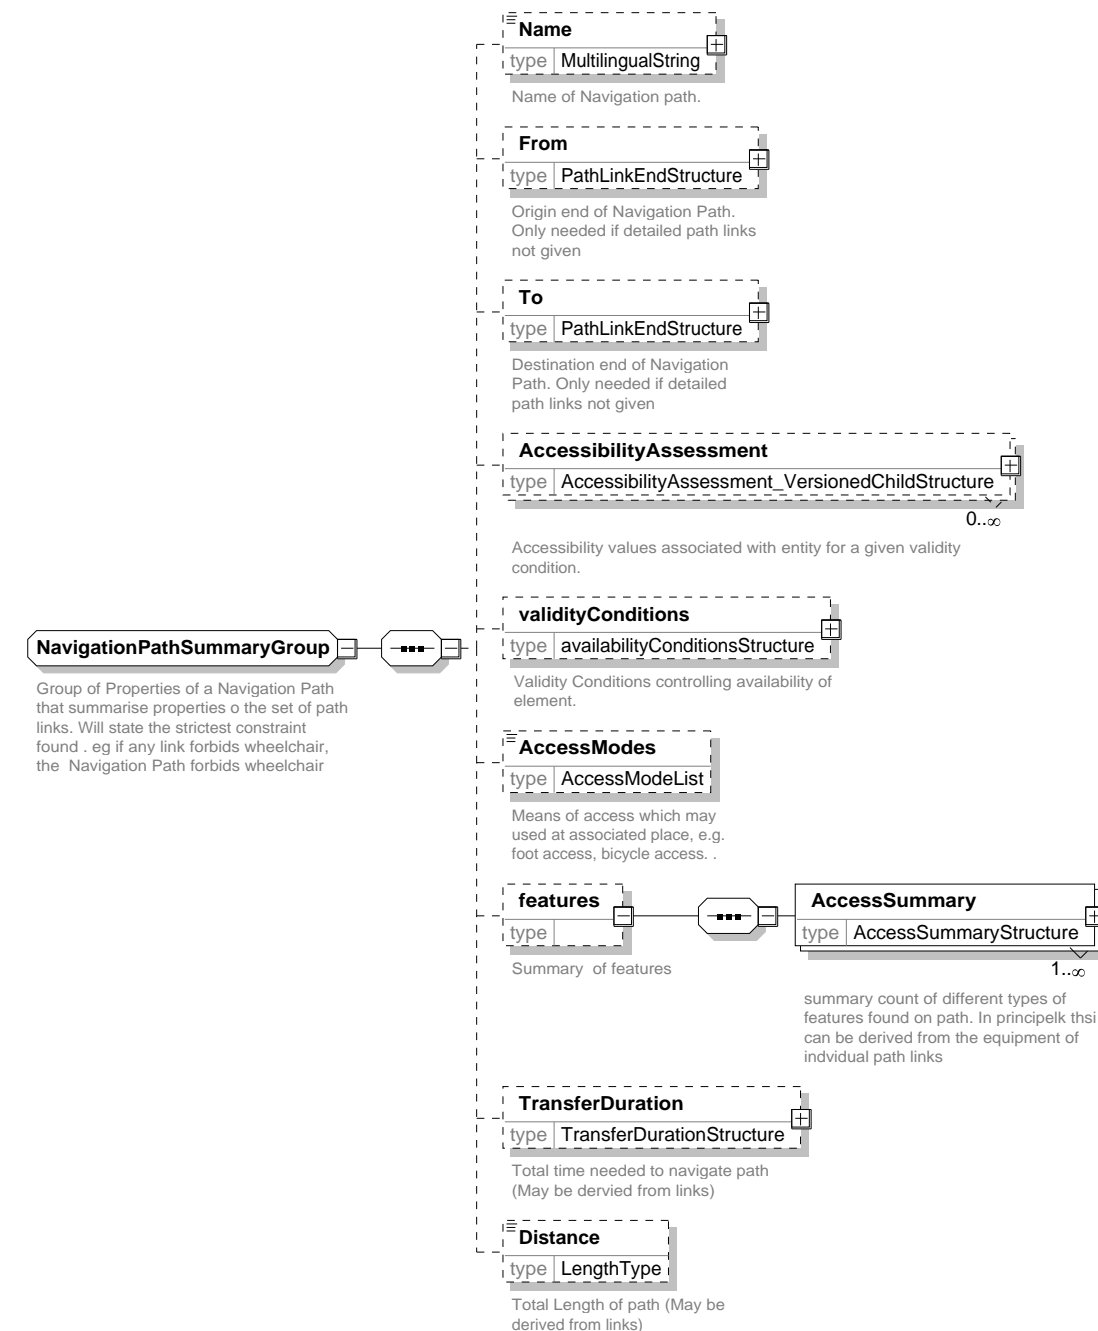 Name
type MultilingualString
Name of Navigation path.
From
type PathLinkEndStructure
Origin end of Navigation Path.
Only needed if detailed path links
not given
To
type PathLinkEndStructure
Destination end of Navigation
Path. Only needed if detailed
path links not given
AccessibilityAssessment
type AccessibilityAssessment_VersionedChildStructure
0..∞
Accessibility values associated with entity for a given validity
condition.
NavigationPathSummaryGroup
Group of Properties of a Navigation Path
that summarise properties o the set of path
links. Will state the strictest constraint
found . eg if any link forbids wheelchair,
the Navigation Path forbids wheelchair
validityConditions
type availabilityConditionsStructure
Validity Conditions controlling availability of
element.
AccessModes
type AccessModeList
Means of access which may
used at associated place, e.g.
foot access, bicycle access. .
features
type
Summary of features
AccessSummary
type AccessSummaryStructure
1..∞
summary count of different types of
features found on path. In principelk thsi
can be derived from the equipment of
indvidual path links
TransferDuration
type TransferDurationStructure
Total time needed to navigate path
(May be dervied from links)
Distance
type LengthType
Total Length of path (May be
derived from links)